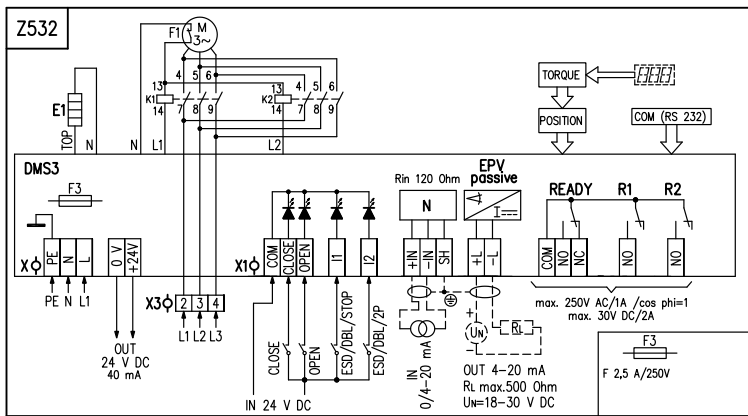 Z532
F1
M
3~
TORQUE
COM (RS 232)
POSITION
4 5 6
4 5 6
13
K1
14
7 8 9
13
K2
14
7 8 9
E1
TOP
N
N
L1
L2
DMS3
F3
Rin 120 Ohm
N
EPV
passive
I
READY
R1
R2
X
PE
N
L
0 V
+24V
X1
COM
CLOSE
OPEN
I1
I2
+IN
-IN
SH
+L
-L
COM
NO
NC
NO
NO
PE N L1
X3
2 3 4
L1 L2 L3
OUT
24 V DC
40 mA
CLOSE
OPEN
ESD/DBL/STOP
ESD/DBL/2P
IN 24 V DC
IN
0/4-20 mA
+
UN
-
RL
OUT 4-20 mA
RL max.500 Ohm
UN=18-30 V DC
max. 250V AC/1A /cos phi=1
max. 30V DC/2A
F3
F 2,5 A/250V